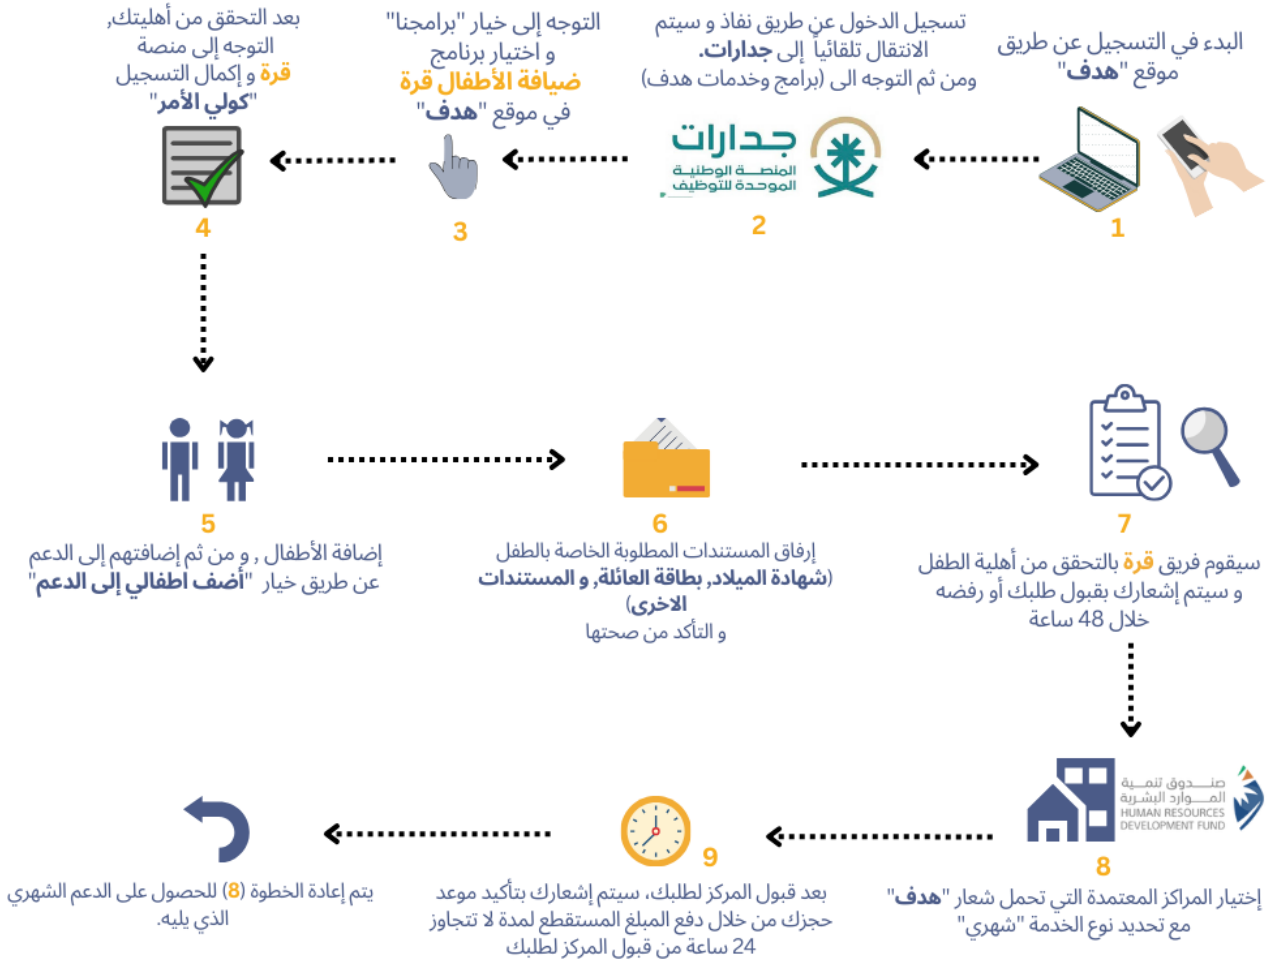 البدء في التسجيل عن طريق
موقع "هدف"
1
تسجيل الدخول عن طريق نفاذ و سيتم
الانتقال تلقائياً إلى جدارات.
ومن ثم التوجه الى (برامج وخدمات هدف)
جدارات
المنصة الوطنية
الموحدة للتوظيف
2
التوجه إلى خيار "برامجنا"
و اختيار برنامج
ضيافة الأطفال قرة
في موقع "هدف"
3
بعد التحقق من أهليتك,
التوجه إلى منصة
قرة و إكمال التسجيل
"كولي الأمر"
4
5
إضافة الأطفال , و من ثم إضافتهم إلى الدعم
عن طريق خيار "أضف اطفالي إلى الدعم"
6
إرفاق المستندات المطلوبة الخاصة بالطفل
(شهادة الميلاد, بطاقة العائلة, و المستندات
الاخرى)
و التأكد من صحتها
7
سيقوم فريق قرة بالتحقق من أهلية الطفل
و سيتم إشعارك بقبول طلبك أو رفضه
خلال 48 ساعة
صندوق تنمية
الموارد البشرية
HUMAN RESOURCES
DEVELOPMENT FUND
8
إختيار المراكز المعتمدة التي تحمل شعار "هدف"
مع تحديد نوع الخدمة "شهري"
9
بعد قبول المركز لطلبك، سيتم إشعارك بتأكيد موعد
حجزك من خلال دفع المبلغ المستقطع لمدة لا تتجاوز
24 ساعة من قبول المركز لطلبك
يتم إعادة الخطوة (8) للحصول على الدعم الشهري
الذي يليه.